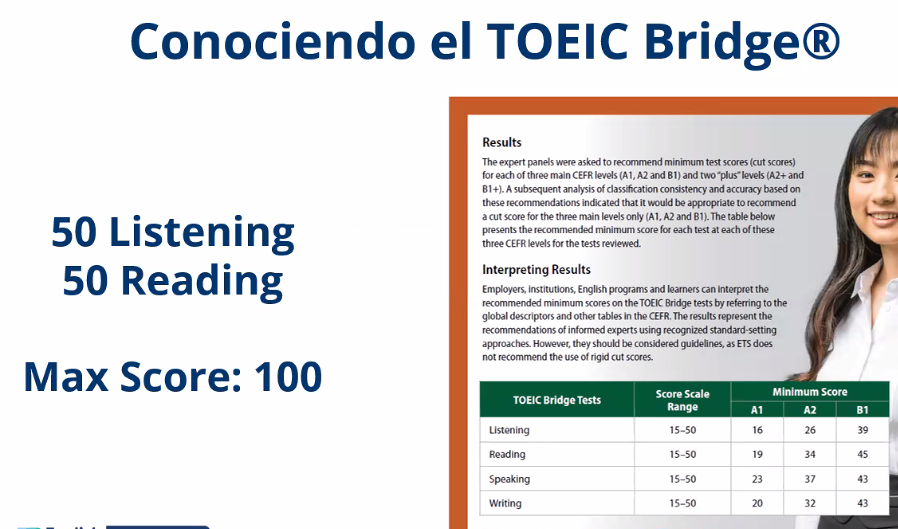 Conociendo el TOEIC Bridge®
50 Listening
50 Reading
Max Score: 100
Results
The expert panels were asked to recommend minimum test scores (cut scores)
for each of three main CEFR levels (A1, A2 and B1) and two "plus" levels (A2+ and
B1+). A subsequent analysis of classification consistency and accuracy based on
these recommendations indicated that it would be appropriate to recommend
a cut score for the three main levels only (A1, A2 and B1). The table below
presents the recommended minimum score for each test at each of these
three CEFR levels for the tests reviewed.
Interpreting Results
Employers, institutions, English programs and learners can interpret the
recommended minimum scores on the TOEIC Bridge tests by referring to the
global descriptors and other tables in the CEFR. The results represent the
recommendations of informed experts using recognized standard-setting
approaches. However, they should be considered guidelines, as ETS does
not recommend the use of rigid cut scores.
TOEIC Bridge Tests Score Scale Range Minimum Score
A1 A2 B1
Listening 15–50 16 26 39
Reading 15–50 19 34 45
Speaking 15–50 23 37 43
Writing 15–50 20 32 43